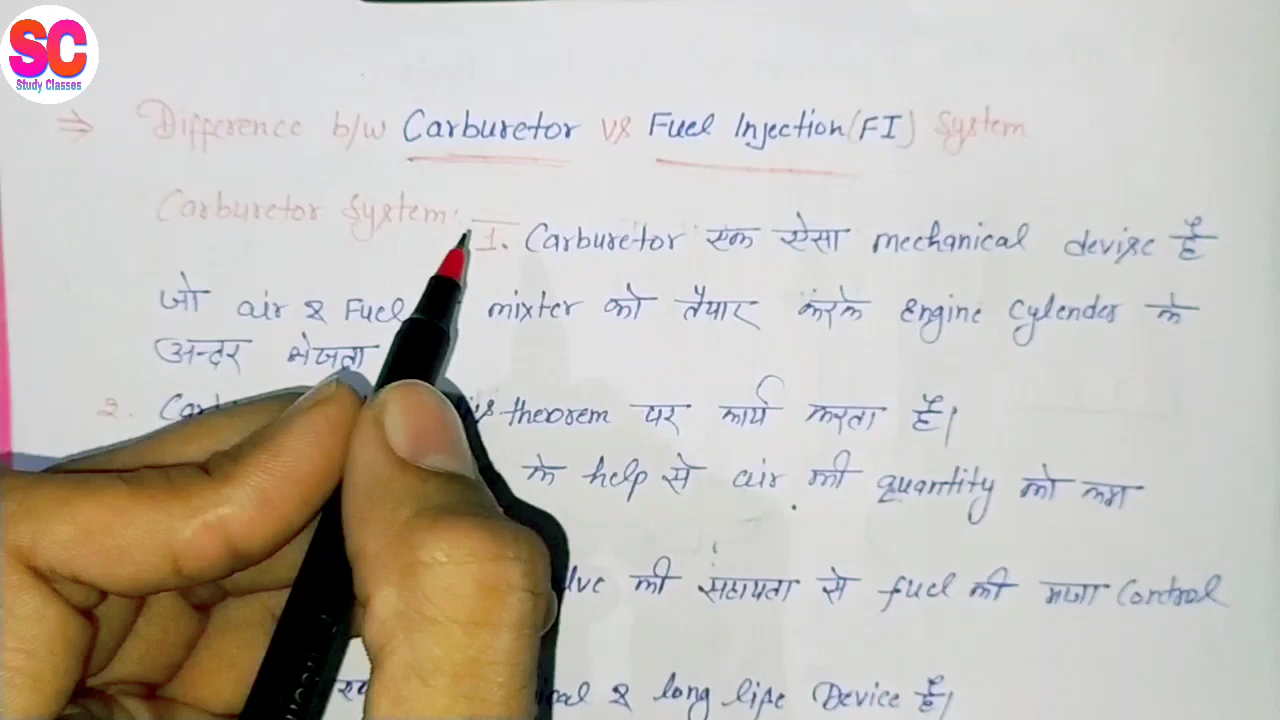 SC
Study Classes
⇒ Difference b/w Carburetor vs Fuel Injection (FI) System
Carburetor System:
1. Carburetor एक ऐसा mechanical device है
जो air & Fuel mixter को तैयार करके engine cylender के
अन्दर भेजता
2. theorem पर कार्य करता है।
के help से air की quantity को कम
की सहायता से fuel की control
& long life Device है।